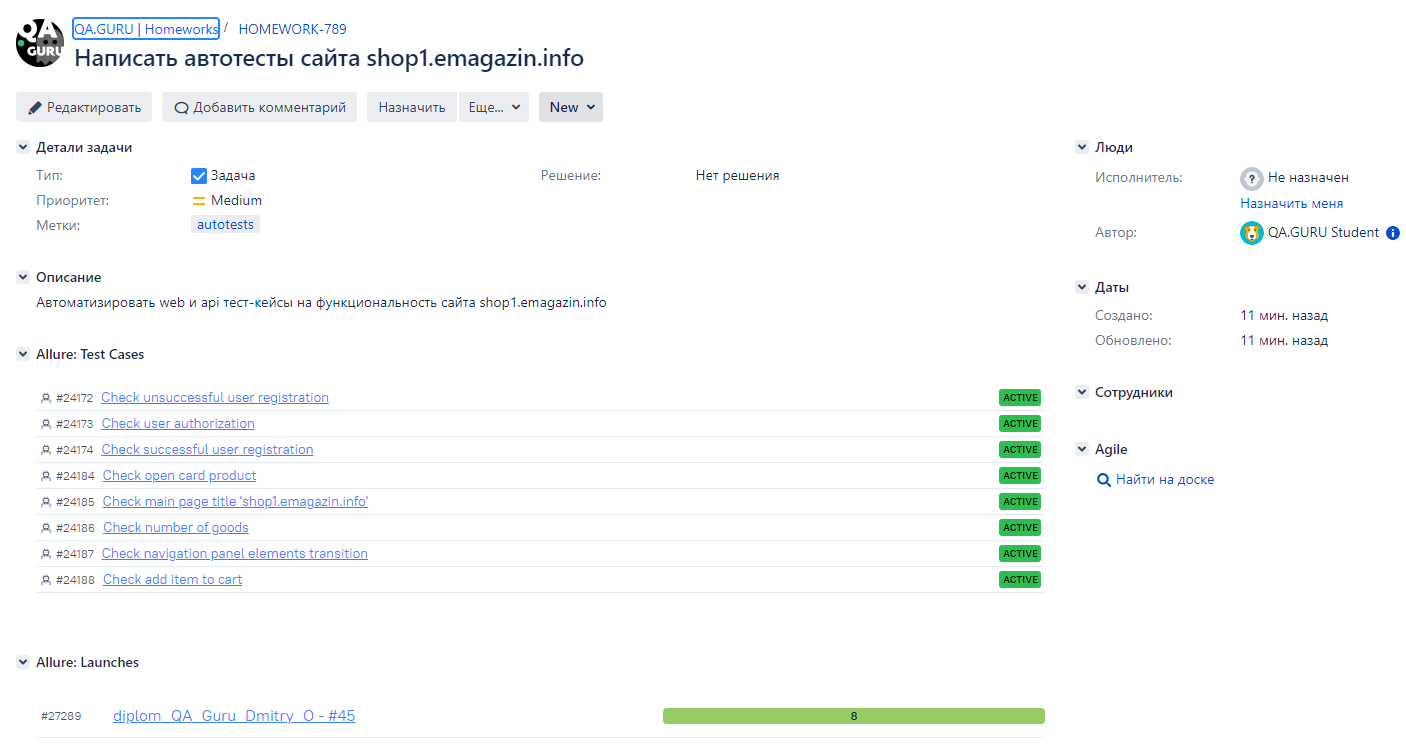 QA GURU
QA.GURU | Homeworks / HOMEWORK-789
Написать автотесты сайта shop1.emagazin.info
Редактировать Добавить комментарий Назначить Еще... New
Детали задачи
Тип: Задача Решение: Нет решения
Приоритет: Medium
Метки: autotests
Описание
Автоматизировать web и api тест-кейсы на функциональность сайта shop1.emagazin.info
Allure: Test Cases
#24172 Check unsuccessful user registration ACTIVE
#24173 Check user authorization ACTIVE
#24174 Check successful user registration ACTIVE
#24184 Check open card product ACTIVE
#24185 Check main page title 'shop1.emagazin.info' ACTIVE
#24186 Check number of goods ACTIVE
#24187 Check navigation panel elements transition ACTIVE
#24188 Check add item to cart ACTIVE
Allure: Launches
#27289 diplom_QA_Guru_Dmitry_O - #45 8
Люди
Исполнитель: Не назначен
Назначить меня
Автор: QA.GURU Student
Даты
Создано: 11 мин. назад
Обновлено: 11 мин. назад
Сотрудники
Agile
Найти на доске